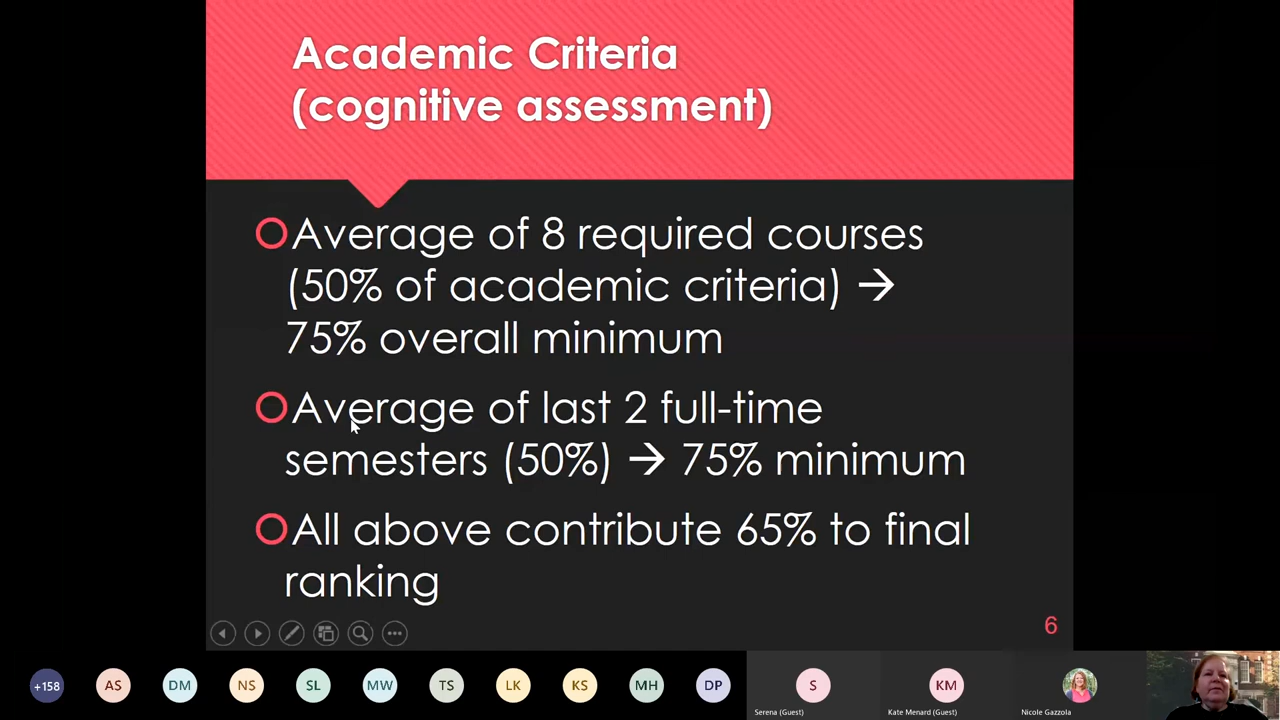 Academic Criteria
(cognitive assessment)
Average of 8 required courses
(50% of academic criteria) →
75% overall minimum
Average of last 2 full-time
semesters (50%) → 75% minimum
All above contribute 65% to final
ranking
6
+158
AS
DM
NS
SL
MW
TS
LK
KS
MH
DP
S
KM
Serena (Guest)
Kate Menard (Guest)
Nicole Gazzola